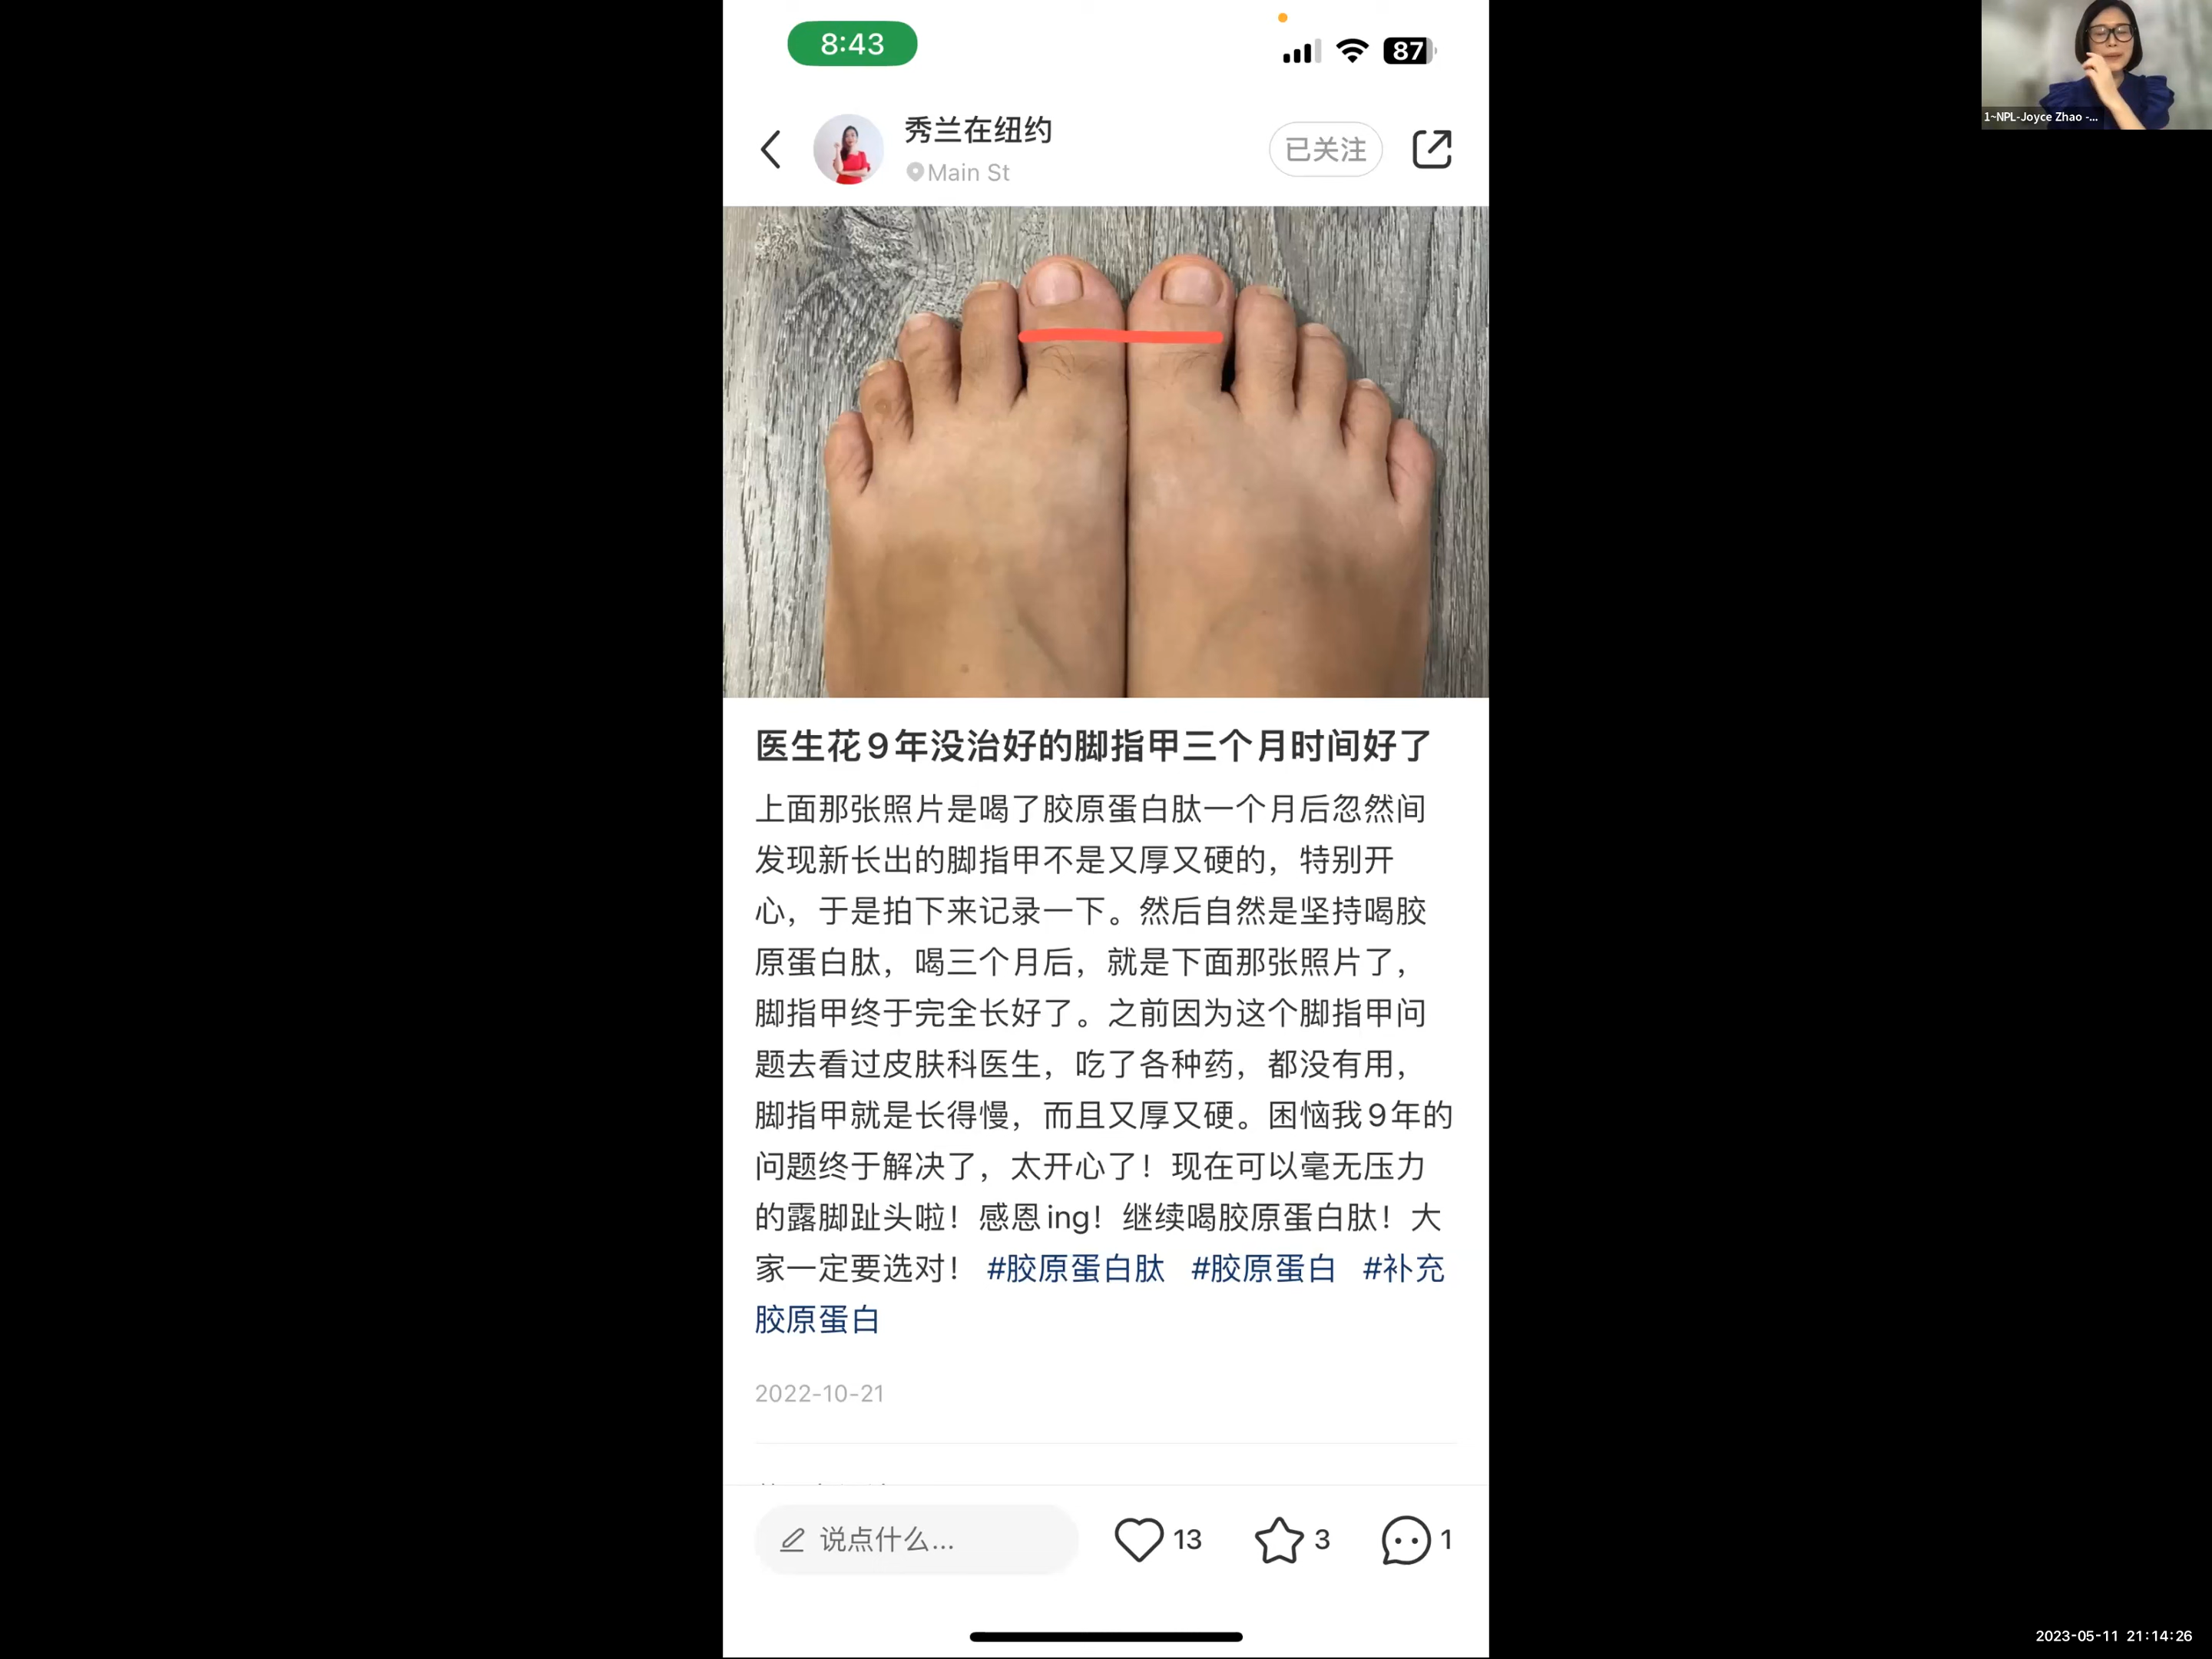 8:43
87
秀兰在纽约
Main St
已关注
1~NPL-Joyce Zhao -...
医生花9年没治好的脚指甲三个月时间好了
上面那张照片是喝了胶原蛋白肽一个月后忽然间
发现新长出的脚指甲不是又厚又硬的，特别开
心，于是拍下来记录一下。然后自然是坚持喝胶
原蛋白肽，喝三个月后，就是下面那张照片了，
脚指甲终于完全长好了。之前因为这个脚指甲问
题去看过皮肤科医生，吃了各种药，都没有用，
脚指甲就是长得慢，而且又厚又硬。困恼我9年的
问题终于解决了，太开心了！现在可以毫无压力
的露脚趾头啦！感恩ing！继续喝胶原蛋白肽！大
家一定要选对！ #胶原蛋白肽 #胶原蛋白 #补充
胶原蛋白
2022-10-21
说点什么...
13
3
1
2023-05-11 21:14:26